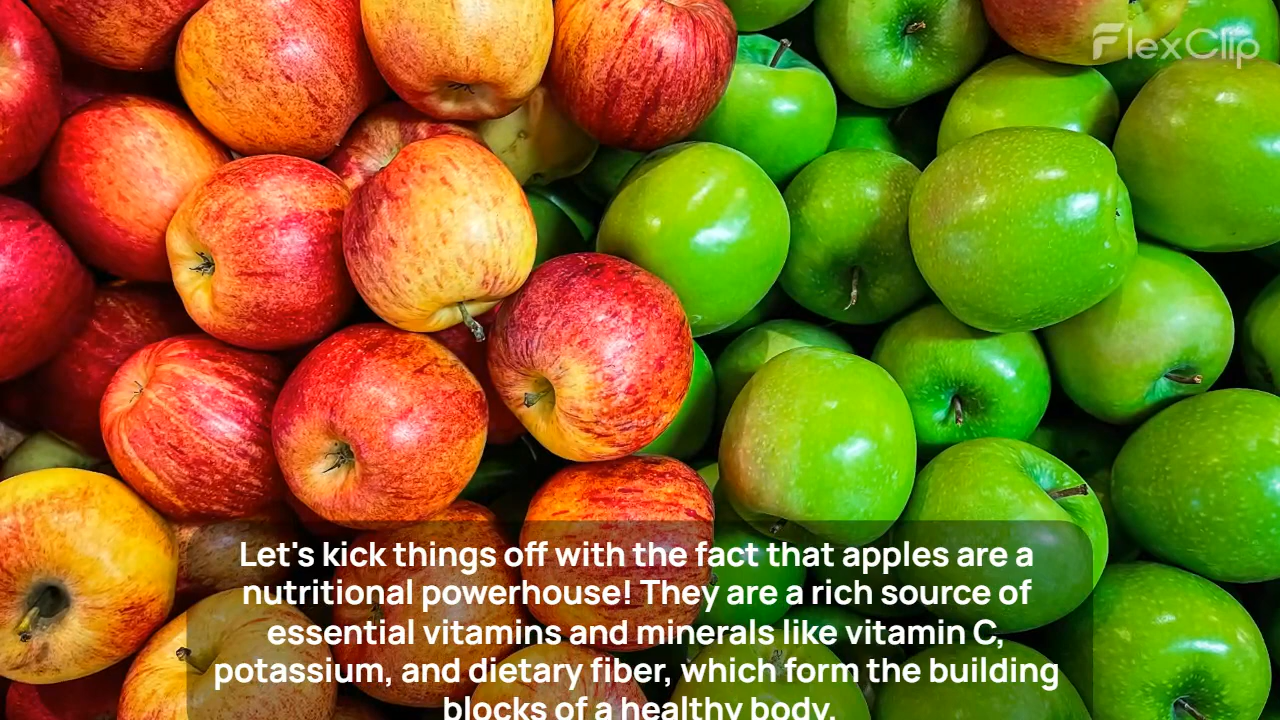 FlexClip
Let's kick things off with the fact that apples are a
nutritional powerhouse! They are a rich source of
essential vitamins and minerals like vitamin C,
potassium, and dietary fiber, which form the building
blocks of a healthy body.